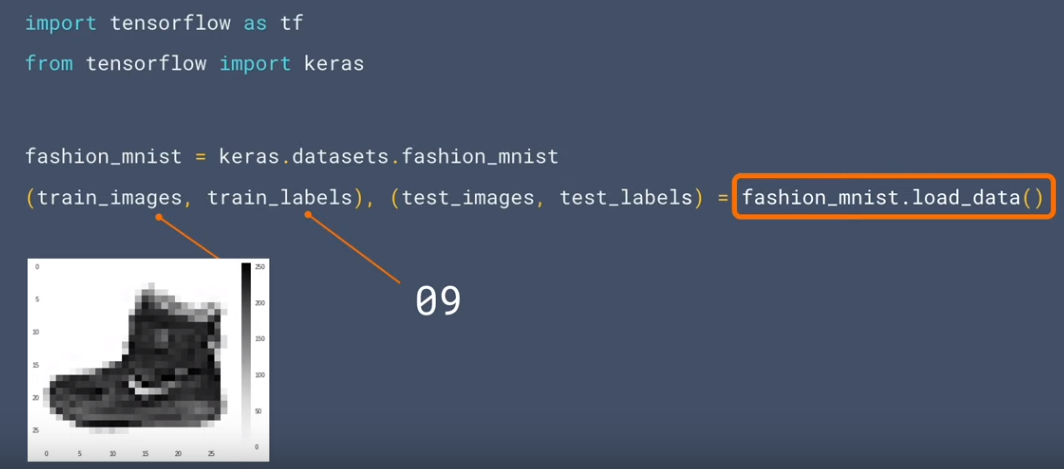 import tensorflow as tf
from tensorflow import keras
fashion_mnist = keras.datasets.fashion_mnist
(train_images, train_labels), (test_images, test_labels) = fashion_mnist.load_data()
09
0
5
10
15
20
25
0 5 10 15 20 25
250
200
150
100
50
0